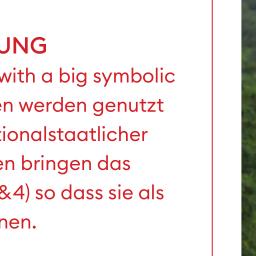 UNG
with a big symbolic
en werden genutzt
tionalstaatlicher
en bringen das
&4) so dass sie als
nen.